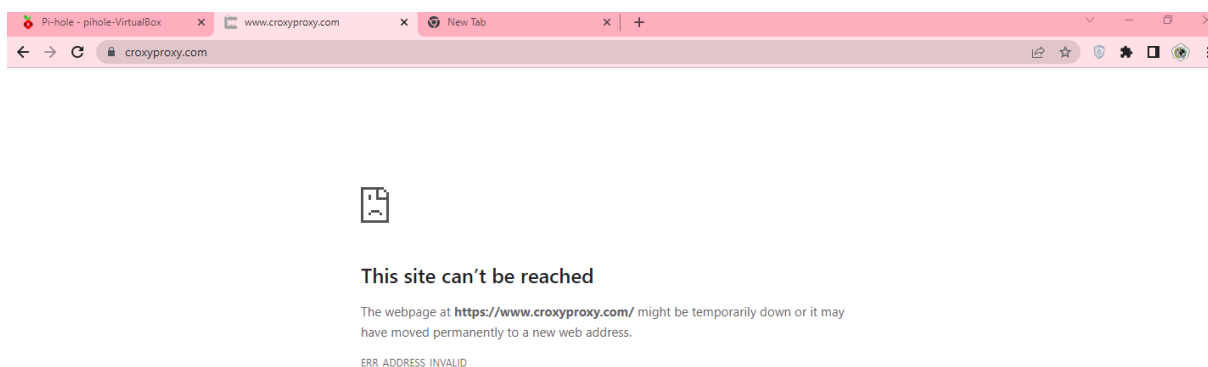 Pi-hole - pihole-VirtualBox
www.croxyproxy.com
New Tab
croxyproxy.com
This site can’t be reached
The webpage at https://www.croxyproxy.com/ might be temporarily down or it may
have moved permanently to a new web address.
ERR ADDRESS INVALID